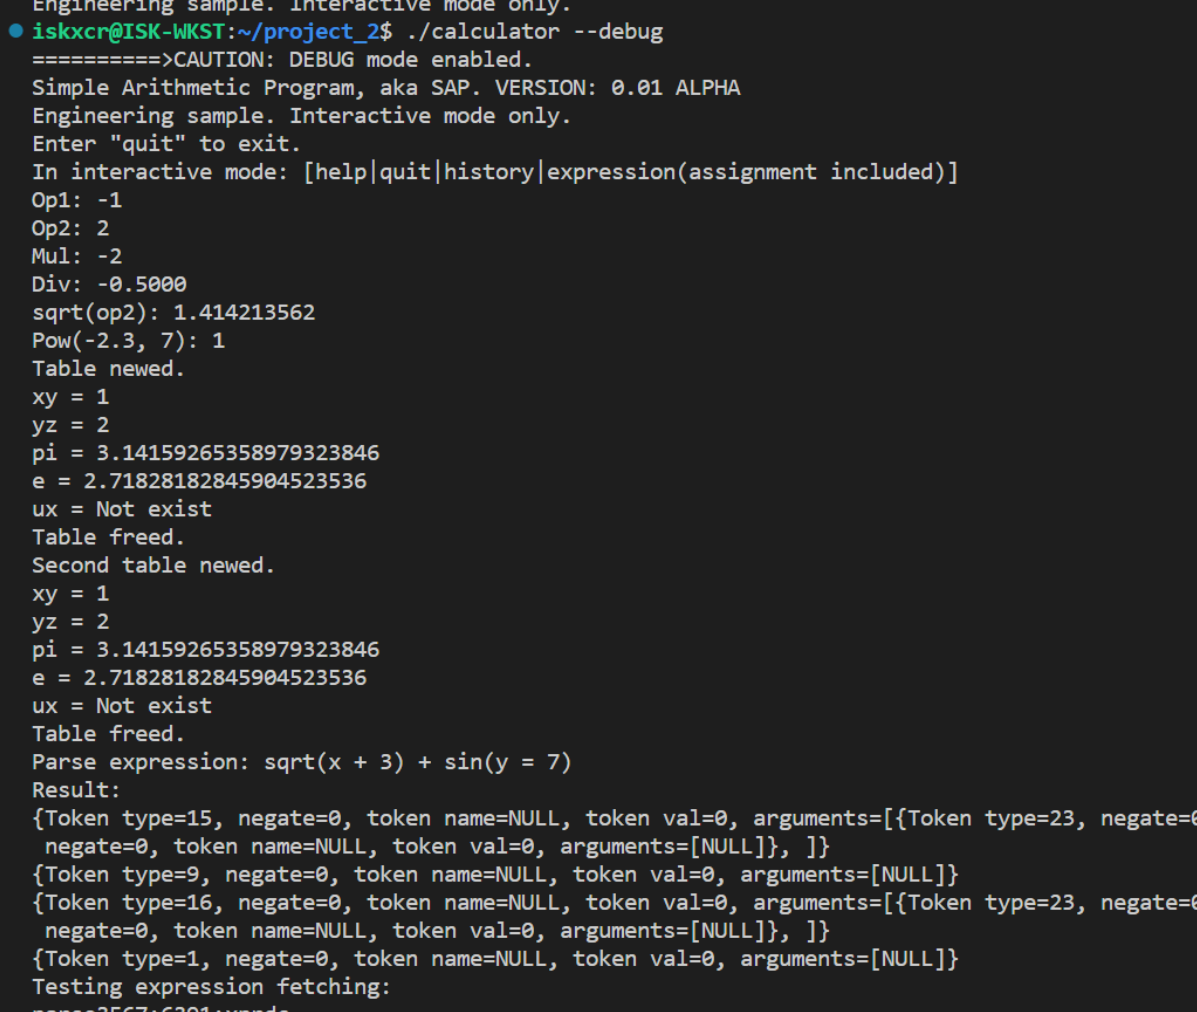 Engineering sample. Interactive mode only.
iskxcr@ISK-WKST:~/project_2$ ./calculator --debug
==========>CAUTION: DEBUG mode enabled.
Simple Arithmetic Program, aka SAP. VERSION: 0.01 ALPHA
Engineering sample. Interactive mode only.
Enter "quit" to exit.
In interactive mode: [help|quit|history|expression(assignment included)]
Op1: -1
Op2: 2
Mul: -2
Div: -0.5000
sqrt(op2): 1.414213562
Pow(-2.3, 7): 1
Table newed.
xy = 1
yz = 2
pi = 3.14159265358979323846
e = 2.71828182845904523536
ux = Not exist
Table freed.
Second table newed.
xy = 1
yz = 2
pi = 3.14159265358979323846
e = 2.71828182845904523536
ux = Not exist
Table freed.
Parse expression: sqrt(x + 3) + sin(y = 7)
Result:
{Token type=15, negate=0, token name=NULL, token val=0, arguments=[{Token type=23, negate=0
negate=0, token name=NULL, token val=0, arguments=[NULL]}, ]}
{Token type=9, negate=0, token name=NULL, token val=0, arguments=[NULL]}
{Token type=16, negate=0, token name=NULL, token val=0, arguments=[{Token type=23, negate=0
negate=0, token name=NULL, token val=0, arguments=[NULL]}, ]}
{Token type=1, negate=0, token name=NULL, token val=0, arguments=[NULL]}
Testing expression fetching: